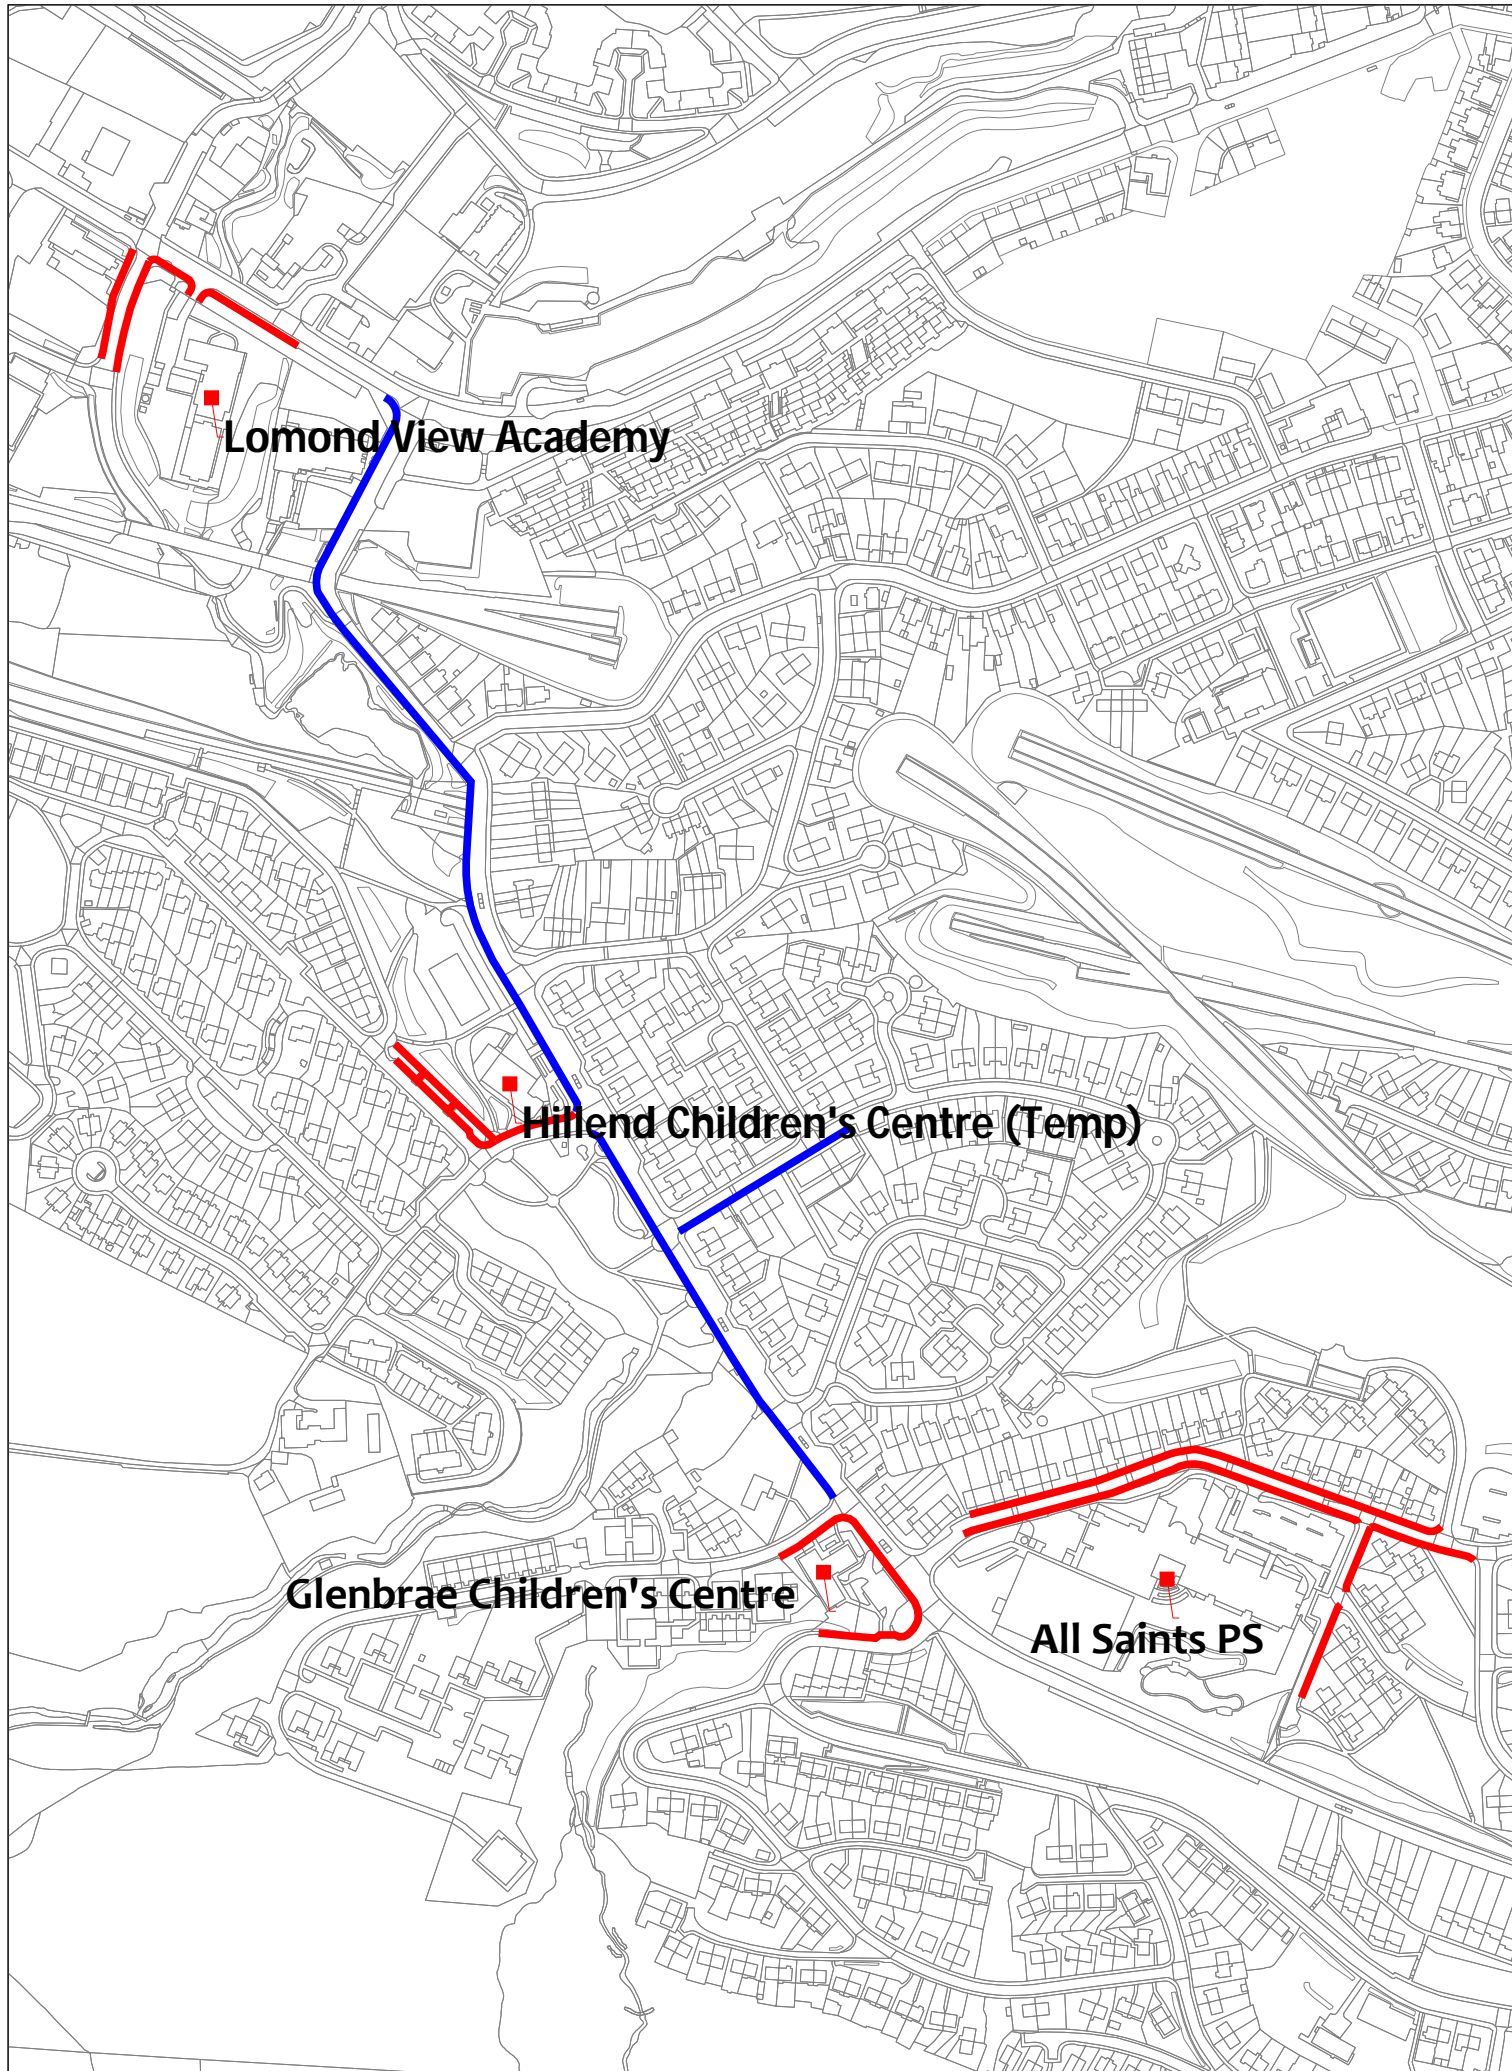 Lomond View Academy
Hillend Children's Centre (Temp)
Glenbrae Children's Centre
All Saints PS